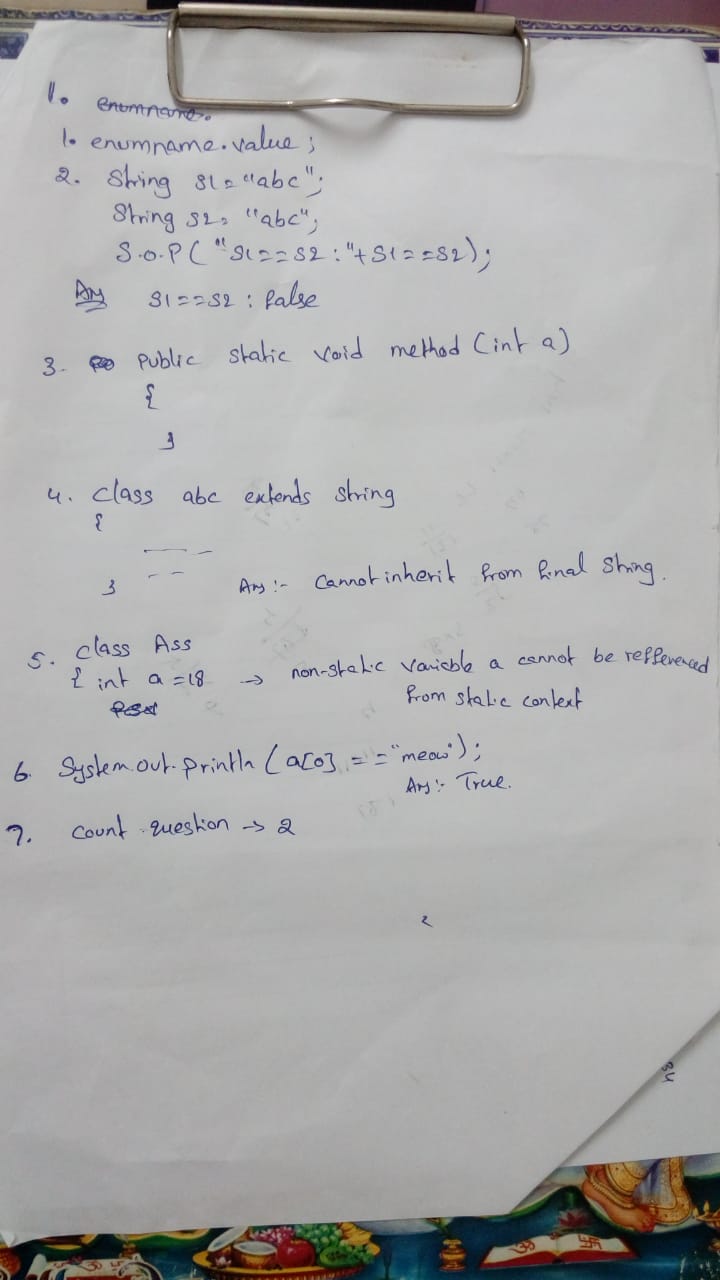 1. enumname.
1. enumname.value;
2. String s1="abc";
String s2= "abc";
S.o.P("s1==s2:"+s1==s2);
Ans s1==s2 : false
3. public static void method (int a)
{
}
4. class abc extends string
{
}
Ans :- Cannot inherit from final String.
5. class Ass
{ int a =18 → non-static variable a cannot be refferenced
from static context
6. System.out.println (a[0] == "meow");
Ans :- True.
7. Count question → 2
34